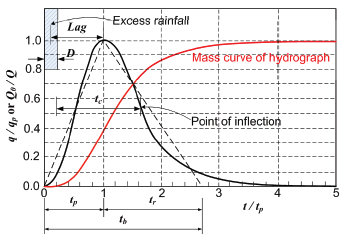 Excess rainfall
Lag
1.0
Mass curve of hydrograph
0.8
D
q / qp or Qa / Q
0.6
tc
Point of inflection
0.4
0.2
0.0
0
1
2
3
4
5
tp
tr
t / tp
tb